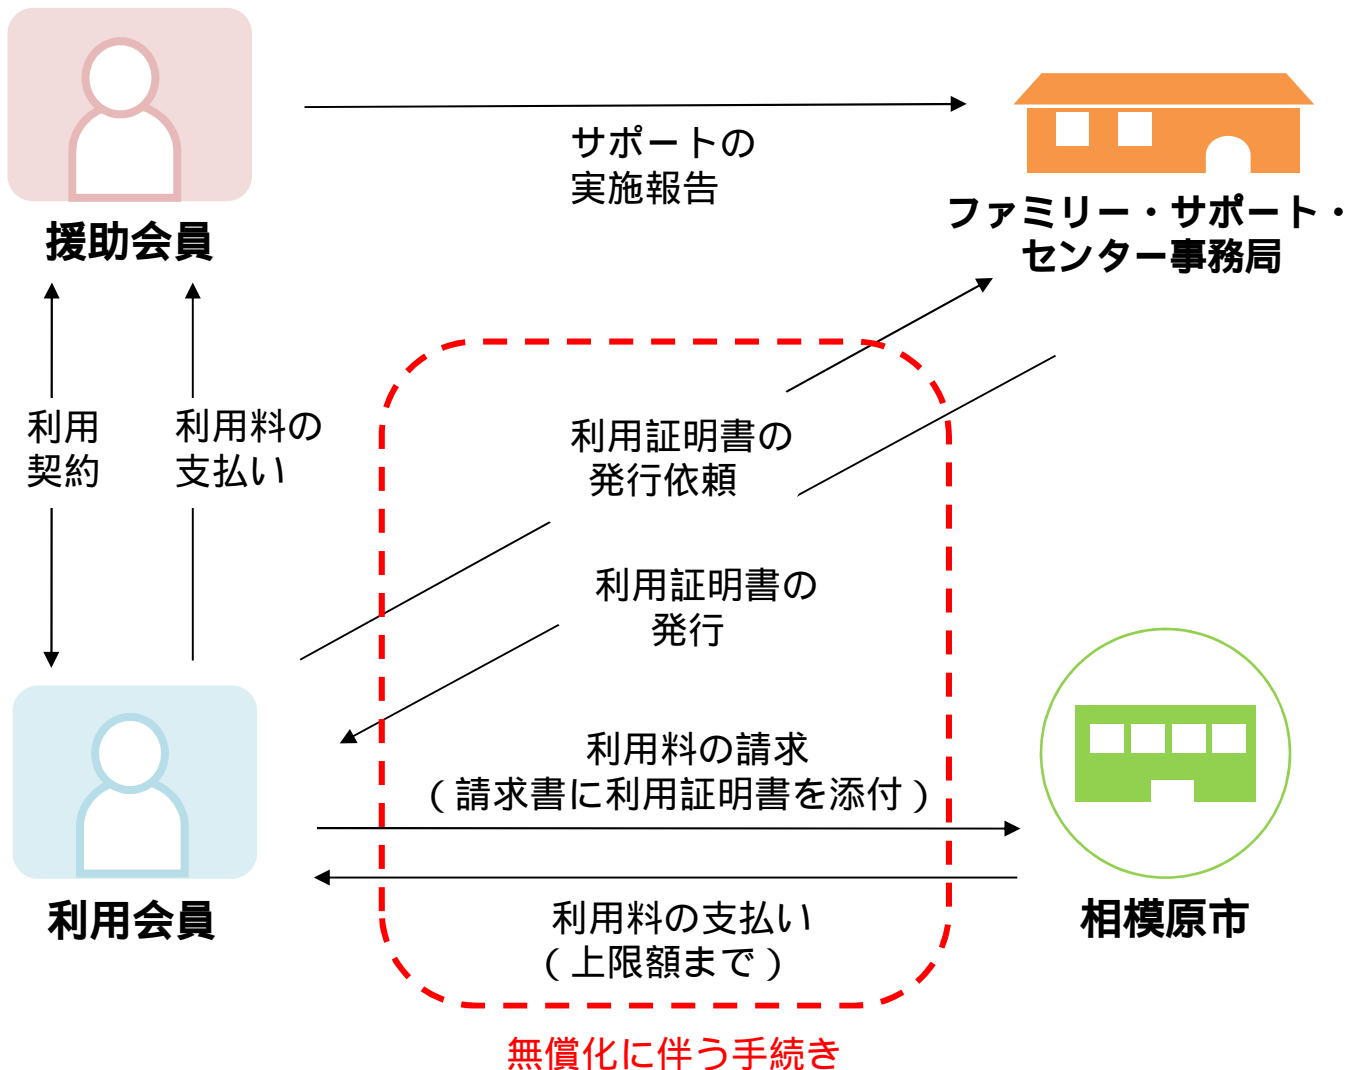 サポートの
実施報告
援助会員
ファミリー・サポート・
センター事務局
利用
契約
利用料の
支払い
利用証明書の
発行依頼
利用証明書の
発行
利用料の請求
（請求書に利用証明書を添付）
利用会員
相模原市
利用料の支払い
（上限額まで）
無償化に伴う手続き